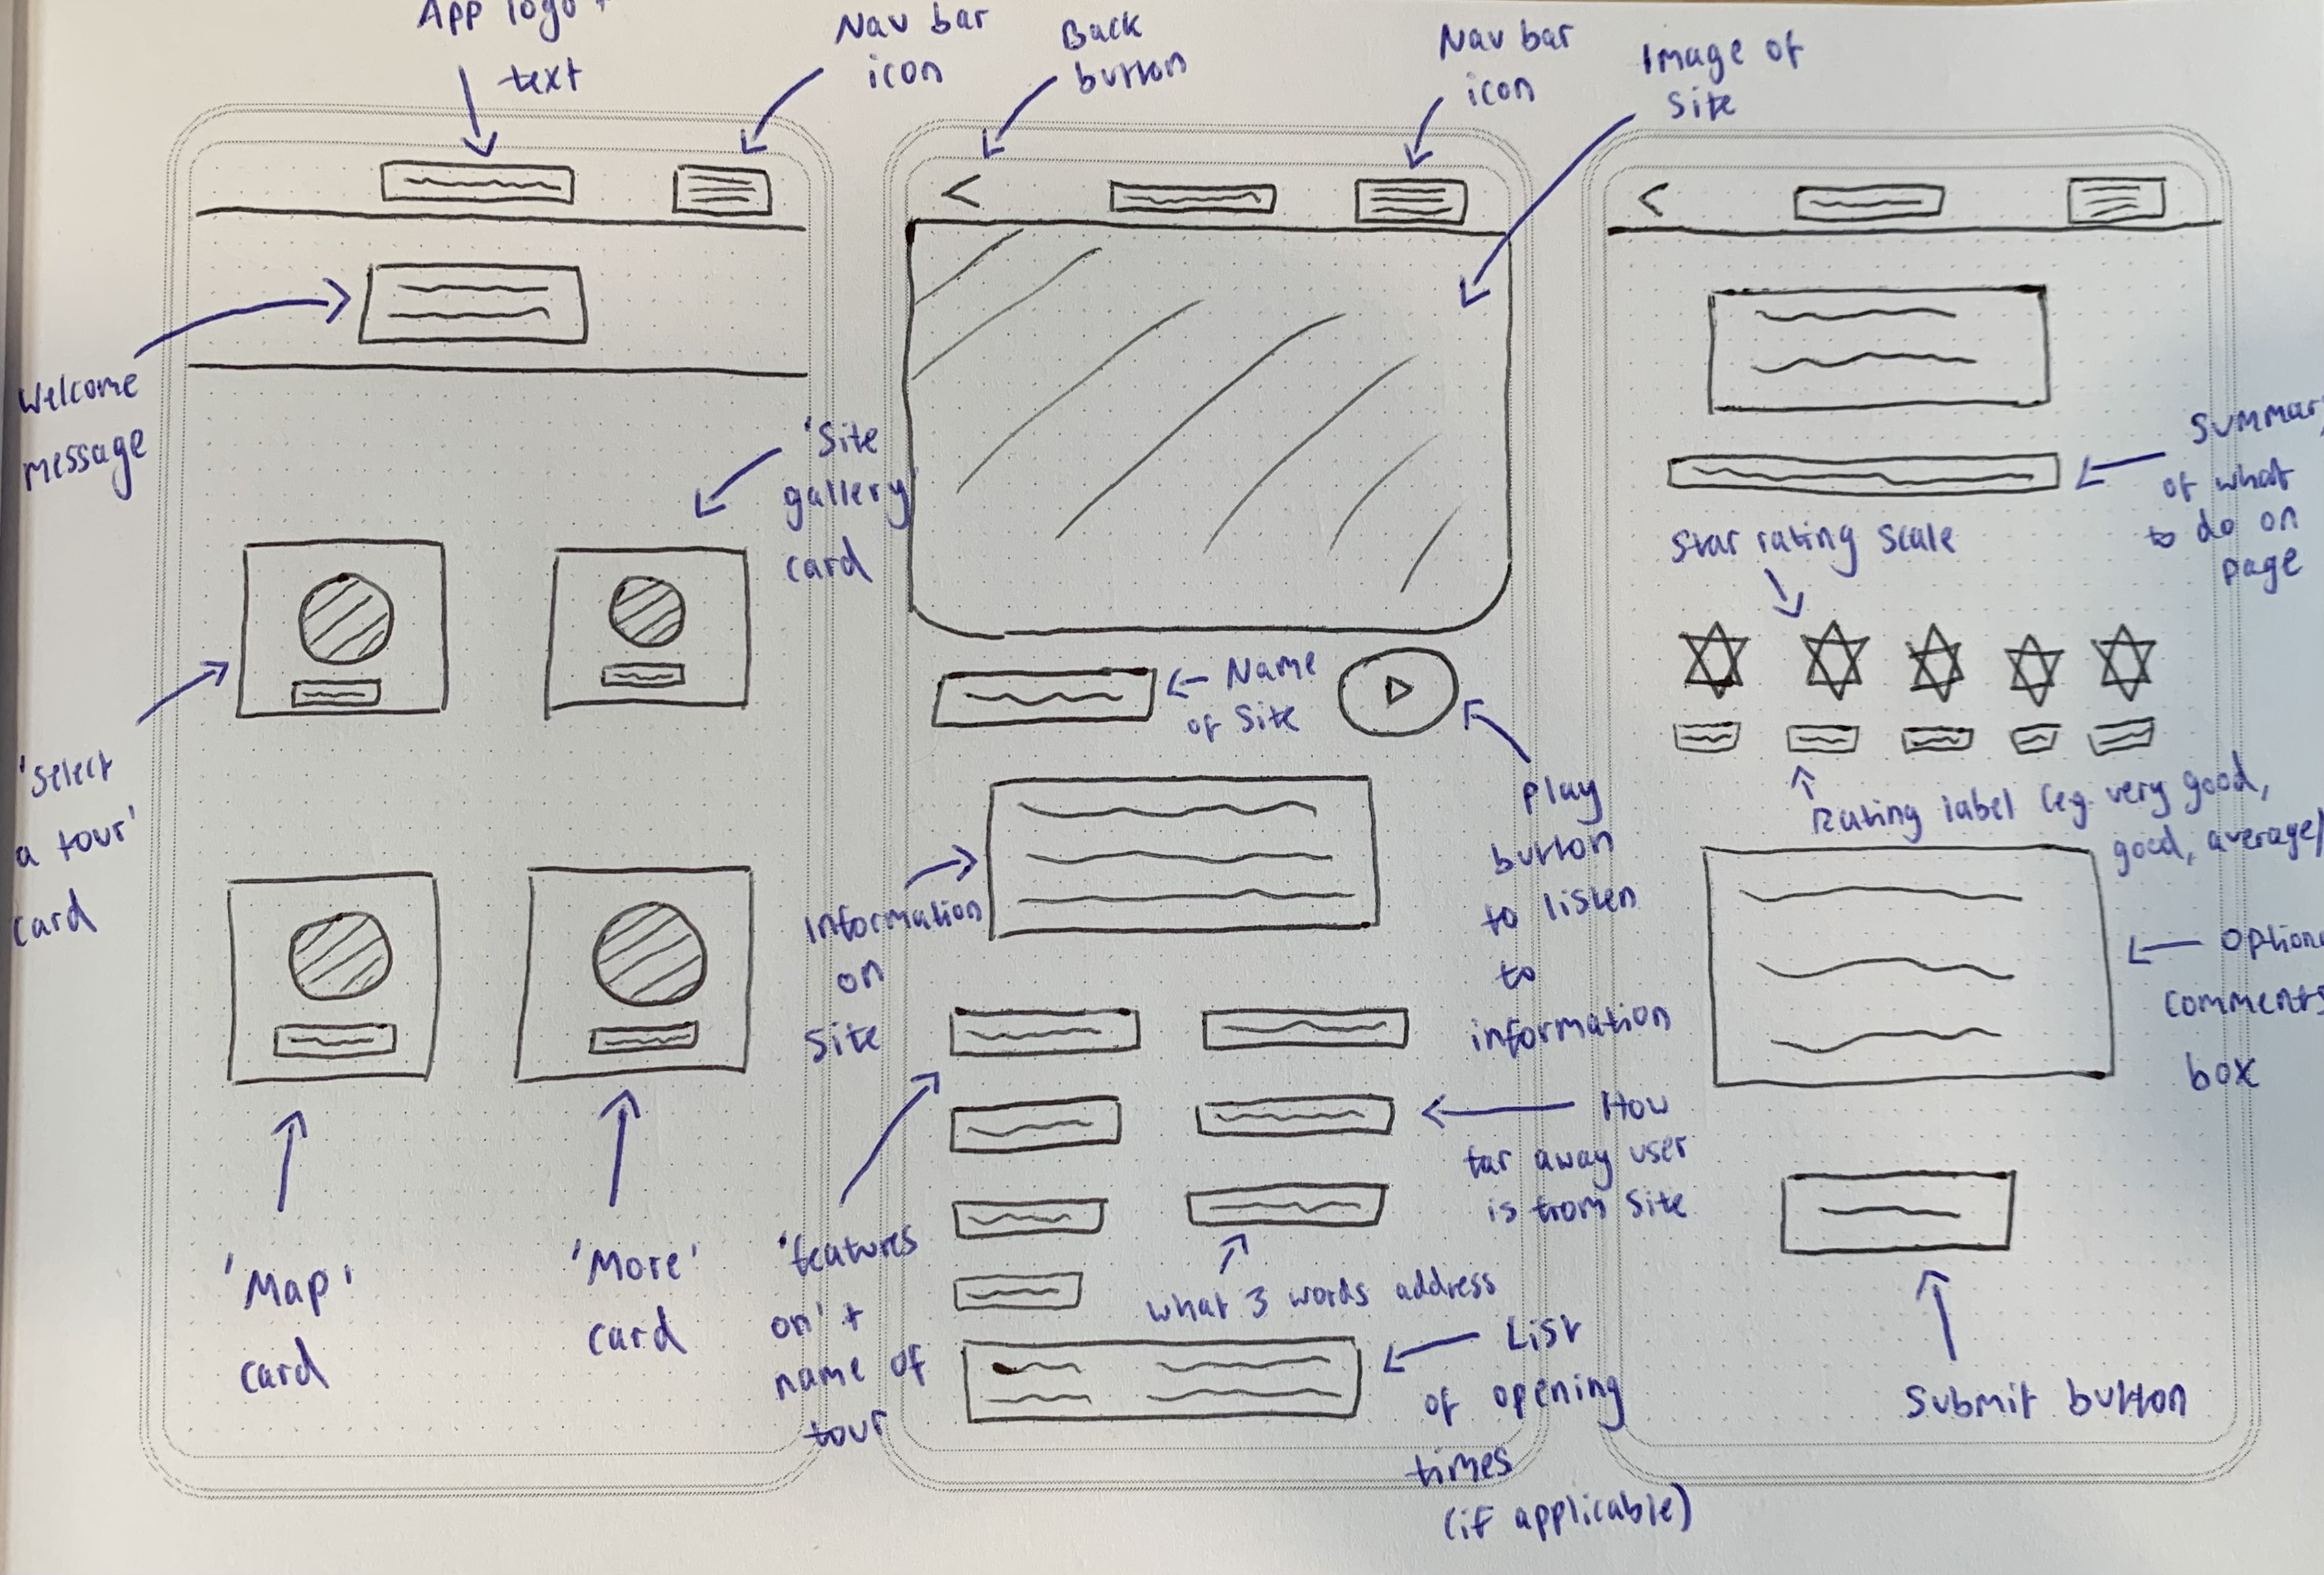 App logo +
text
Nav bar
icon
Welcome
message
'Site
gallery
card
'Select
a tour'
card
'Map'
card
'More'
card
Back
button
Nav bar
icon
Image of
Site
Name
of Site
Play
button
to listen
to
information
Information
on
Site
How
far away user
is from Site
'features
on' +
name of
tour
what 3 words address
List
of opening
times
(if applicable)
Summary
of what
to do on
page
Star rating scale
Rating label (eg. very good,
good, average)
Option
comments
box
Submit button